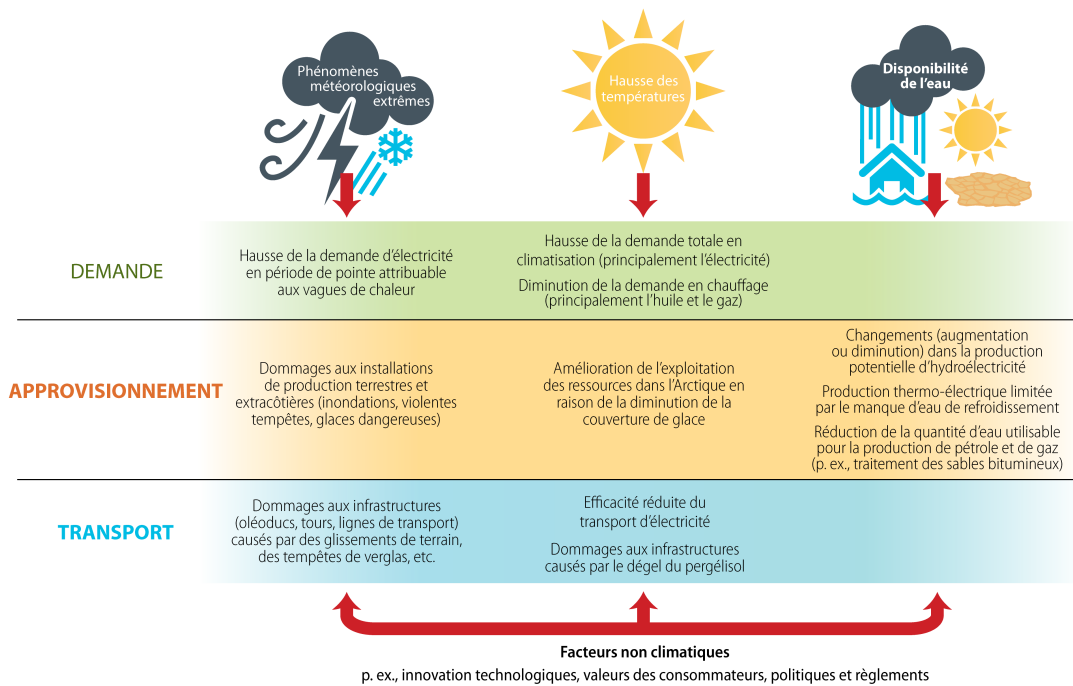 Phénomènes
météorologiques
extrêmes
Hausse des
températures
Disponibilité
de l'eau
DEMANDE
Hausse de la demande d'électricité
en période de pointe attribuable
aux vagues de chaleur
Hausse de la demande totale en
climatisation (principalement l'électricité)
Diminution de la demande en chauffage
(principalement l'huile et le gaz)
APPROVISIONNEMENT
Dommages aux installations
de production terrestres et
extracôtières (inondations, violentes
tempêtes, glaces dangereuses)
Amélioration de l'exploitation
des ressources dans l'Arctique en
raison de la diminution de la
couverture de glace
Changements (augmentation
ou diminution) dans la production
potentielle d'hydroélectricité
Production thermo-électrique limitée
par le manque d'eau de refroidissement
Réduction de la quantité d'eau utilisable
pour la production de pétrole et de gaz
(p. ex., traitement des sables bitumineux)
TRANSPORT
Dommages aux infrastructures
(oléoducs, tours, lignes de transport)
causés par des glissements de terrain,
des tempêtes de verglas, etc.
Efficacité réduite du
transport d'électricité
Dommages aux infrastructures
causés par le dégel du pergélisol
Facteurs non climatiques
p. ex., innovation technologiques, valeurs des consommateurs, politiques et règlements